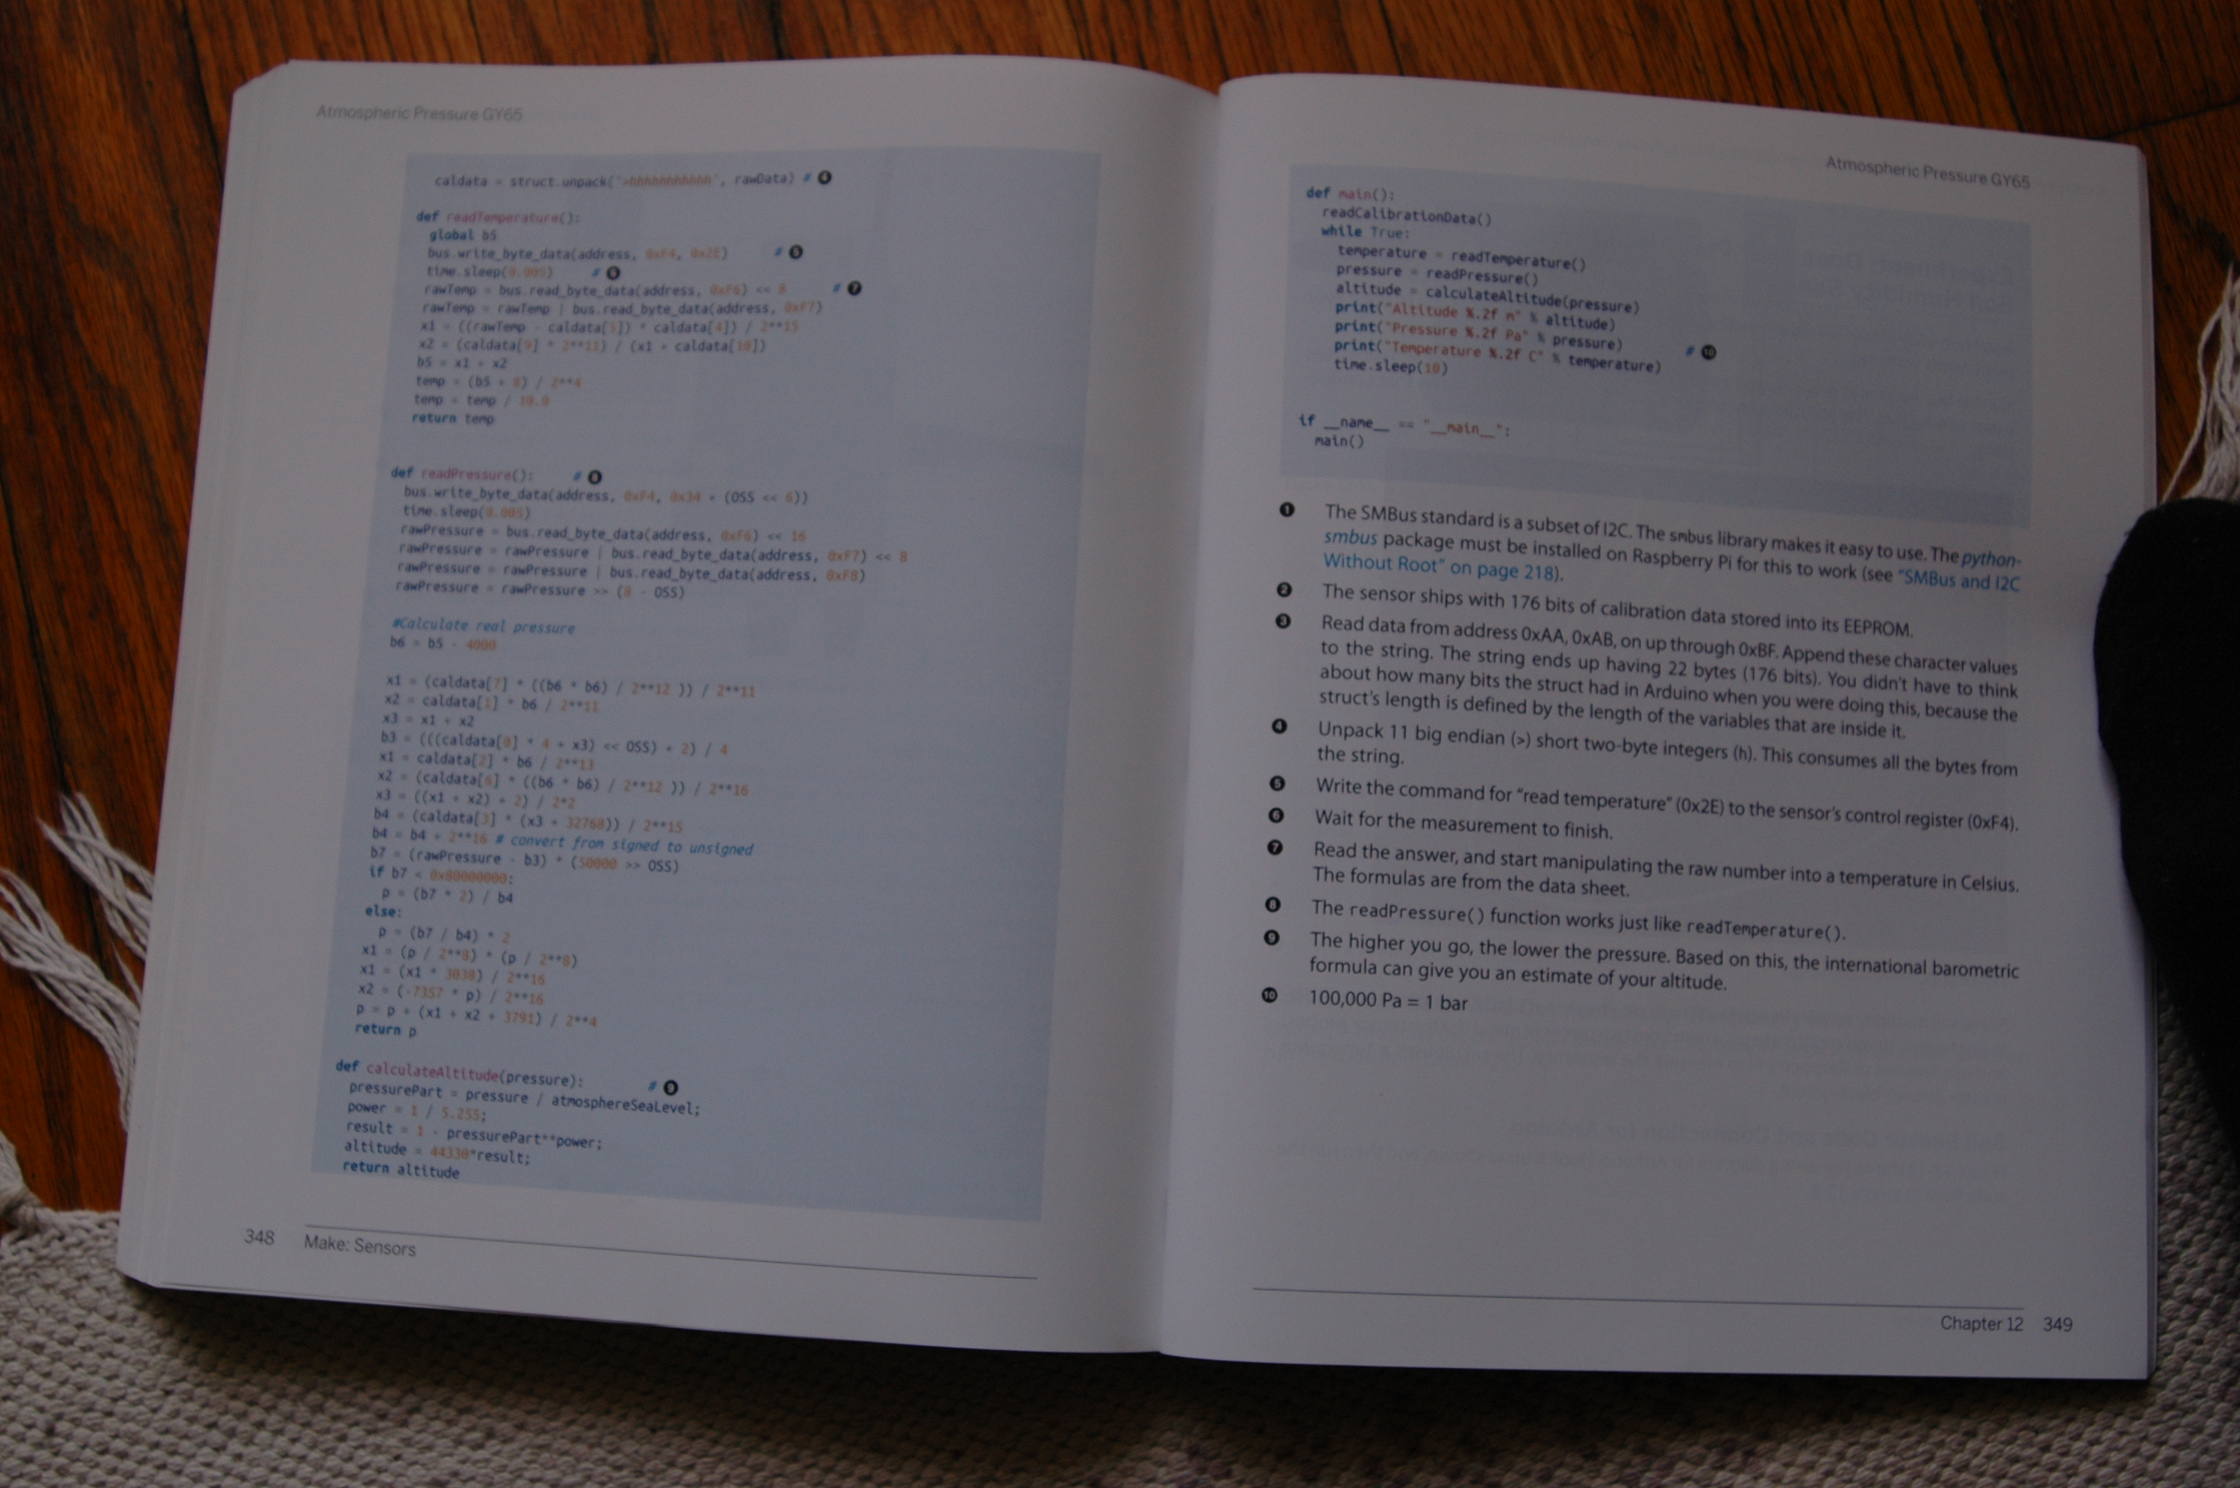 Atmospheric Pressure GY65
caldata = struct.unpack('>hhhhhhhhhhh', rawData) # ❹
def readTemperature():
global b5
bus.write_byte_data(address, 0xF4, 0x2E) # ❺
time.sleep(0.005) # ❻
rawTemp = bus.read_byte_data(address, 0xF6) << 8 # ❼
rawTemp = rawTemp | bus.read_byte_data(address, 0xF7)
x1 = ((rawTemp - caldata[5]) * caldata[4]) / 2**15
x2 = (caldata[9] * 2**11) / (x1 + caldata[10])
b5 = x1 + x2
temp = (b5 + 8) / 2**4
temp = temp / 10.0
return temp
def readPressure(): # ❽
bus.write_byte_data(address, 0xF4, 0x34 + (OSS << 6))
time.sleep(0.005)
rawPressure = bus.read_byte_data(address, 0xF6) << 16
rawPressure = rawPressure | bus.read_byte_data(address, 0xF7) << 8
rawPressure = rawPressure | bus.read_byte_data(address, 0xF8)
rawPressure = rawPressure >> (8 - OSS)
#Calculate real pressure
b6 = b5 - 4000
x1 = (caldata[7] * ((b6 * b6) / 2**12 )) / 2**11
x2 = caldata[1] * b6 / 2**11
x3 = x1 + x2
b3 = (((caldata[0] * 4 + x3) << OSS) + 2) / 4
x1 = caldata[2] * b6 / 2**13
x2 = (caldata[6] * ((b6 * b6) / 2**12 )) / 2**16
x3 = ((x1 + x2) + 2) / 2*2
b4 = (caldata[3] * (x3 + 32768)) / 2**15
b4 = b4 + 2**16 # convert from signed to unsigned
b7 = (rawPressure - b3) * (50000 >> OSS)
if b7 < 0x80000000:
p = (b7 * 2) / b4
else:
p = (b7 / b4) * 2
x1 = (p / 2**8) * (p / 2**8)
x1 = (x1 * 3038) / 2**16
x2 = (-7357 * p) / 2**16
p = p + (x1 + x2 + 3791) / 2**4
return p
def calculateAltitude(pressure): # ❾
pressurePart = pressure / atmosphereSeaLevel;
power = 1 / 5.255;
result = 1 - pressurePart**power;
altitude = 44330*result;
return altitude
348 Make: Sensors
Atmospheric Pressure GY65
def main():
readCalibrationData()
while True:
temperature = readTemperature()
pressure = readPressure()
altitude = calculateAltitude(pressure)
print("Altitude %.2f m" % altitude)
print("Pressure %.2f Pa" % pressure) # ❿
print("Temperature %.2f C" % temperature)
time.sleep(10)
if __name__ == "__main__":
main()
❶ The SMBus standard is a subset of I2C. The smbus library makes it easy to use. The python-
smbus package must be installed on Raspberry Pi for this to work (see "SMBus and I2C
Without Root" on page 218).
❷ The sensor ships with 176 bits of calibration data stored into its EEPROM.
❸ Read data from address 0xAA, 0xAB, on up through 0xBF. Append these character values
to the string. The string ends up having 22 bytes (176 bits). You didn't have to think
about how many bits the struct had in Arduino when you were doing this, because the
struct's length is defined by the length of the variables that are inside it.
❹ Unpack 11 big endian (>) short two-byte integers (h). This consumes all the bytes from
the string.
❺ Write the command for "read temperature" (0x2E) to the sensor's control register (0xF4).
❻ Wait for the measurement to finish.
❼ Read the answer, and start manipulating the raw number into a temperature in Celsius.
The formulas are from the data sheet.
❽ The readPressure() function works just like readTemperature().
❾ The higher you go, the lower the pressure. Based on this, the international barometric
formula can give you an estimate of your altitude.
❿ 100,000 Pa = 1 bar
Chapter 12 349